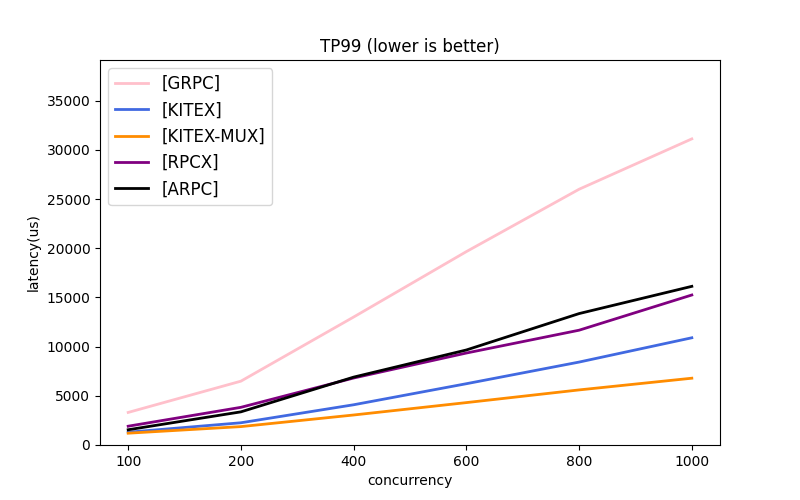 TP99 (lower is better)
[GRPC]
[KITEX]
[KITEX-MUX]
[RPCX]
[ARPC]
35000
30000
25000
20000
15000
10000
5000
0
latency(us)
100 200 400 600 800 1000
concurrency